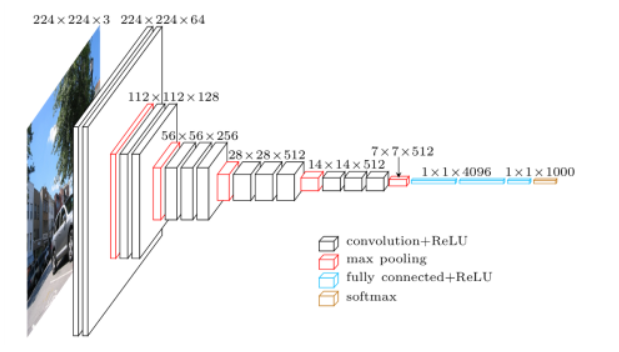 224×224×3 224×224×64
112×112×128
56×56×256
28×28×512
14×14×512
7×7×512
1×1×4096 1×1×1000
convolution+ReLU
max pooling
fully connected+ReLU
softmax